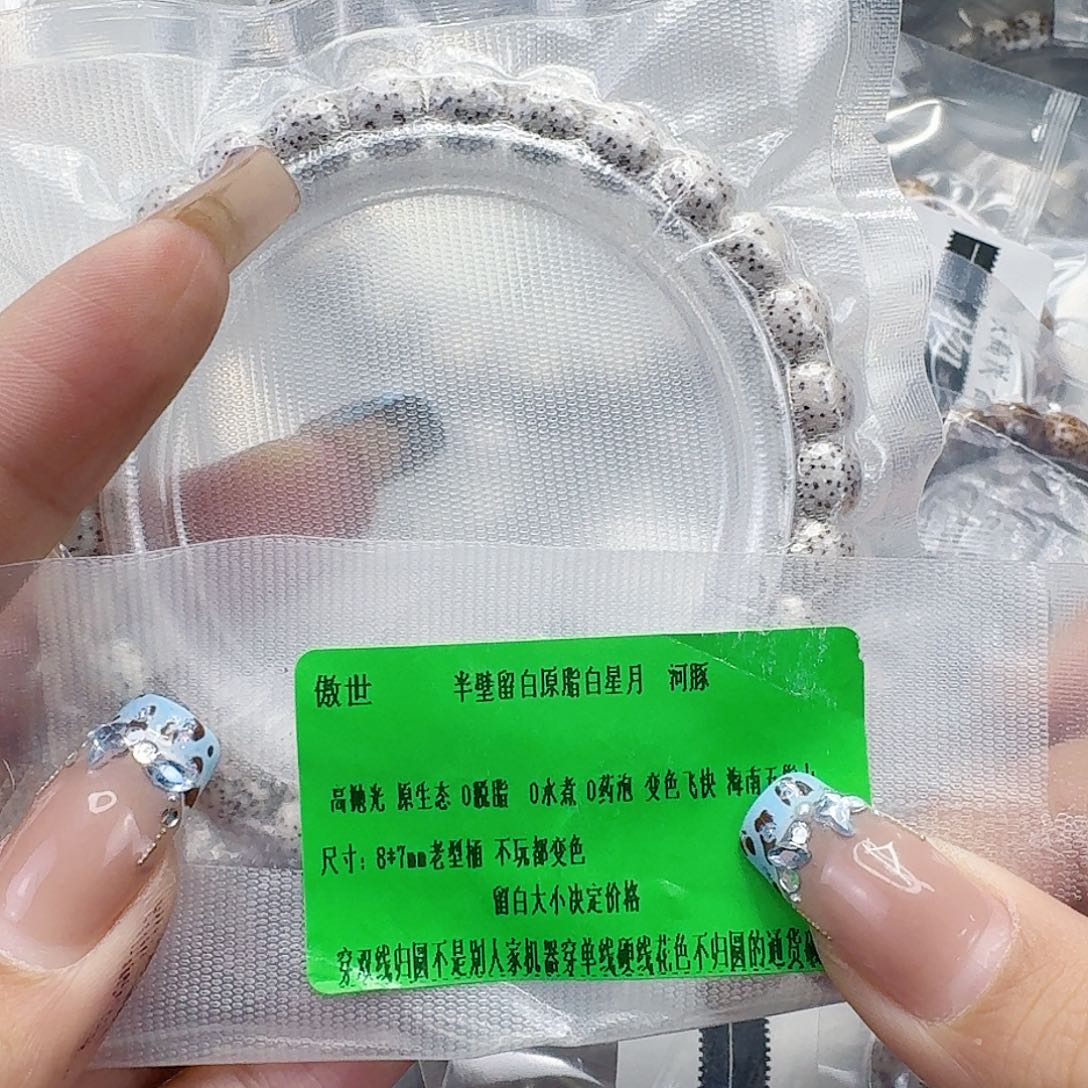 傲世 半壁留白原脂白星月 河豚
高抛光 原生态 0脱脂 0水煮 0药泡 变色飞快 海南五指山
尺寸：8*7mm老型桶 不玩都变色
留白大小决定价格
穿双线归圆不是别人家机器穿单线硬线花色不归圆的通货